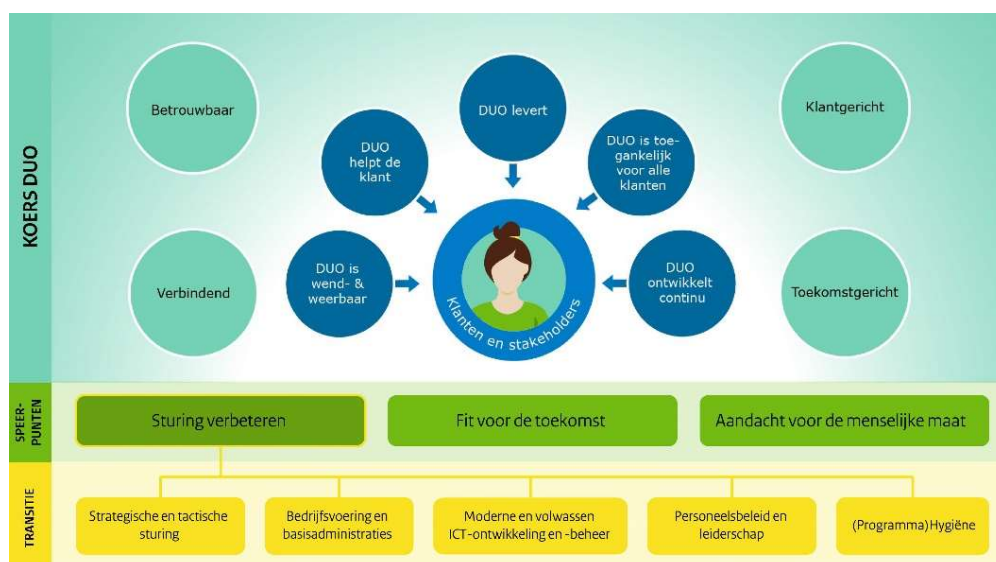 KOERS DUO
Betrouwbaar
Verbindend
DUO is
wend- &
weerbaar
DUO
helpt de
klant
DUO levert
DUO is toe-
gankelijk
voor alle
klanten
DUO
ontwikkelt
continu
Klanten en stakeholders
Klantgericht
Toekomstgericht
SPEER-
PUNTEN
Sturing verbeteren
Fit voor de toekomst
Aandacht voor de menselijke maat
TRANSITIE
Strategische en tactische
sturing
Bedrijfsvoering en
basisadministraties
Moderne en volwassen
ICT-ontwikkeling en -beheer
Personeelsbeleid en
leiderschap
(Programma)Hygiëne